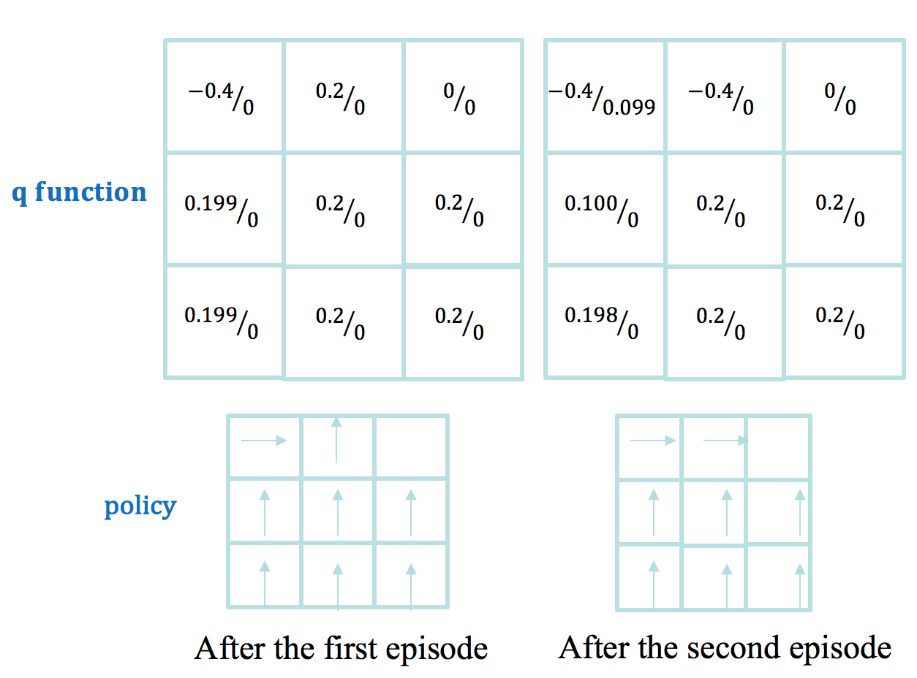 −0.4/0 0.2/0 0/0 −0.4/0.099 −0.4/0 0/0
q function
0.199/0 0.2/0 0.2/0 0.100/0 0.2/0 0.2/0
0.199/0 0.2/0 0.2/0 0.198/0 0.2/0 0.2/0
policy
After the first episode
After the second episode